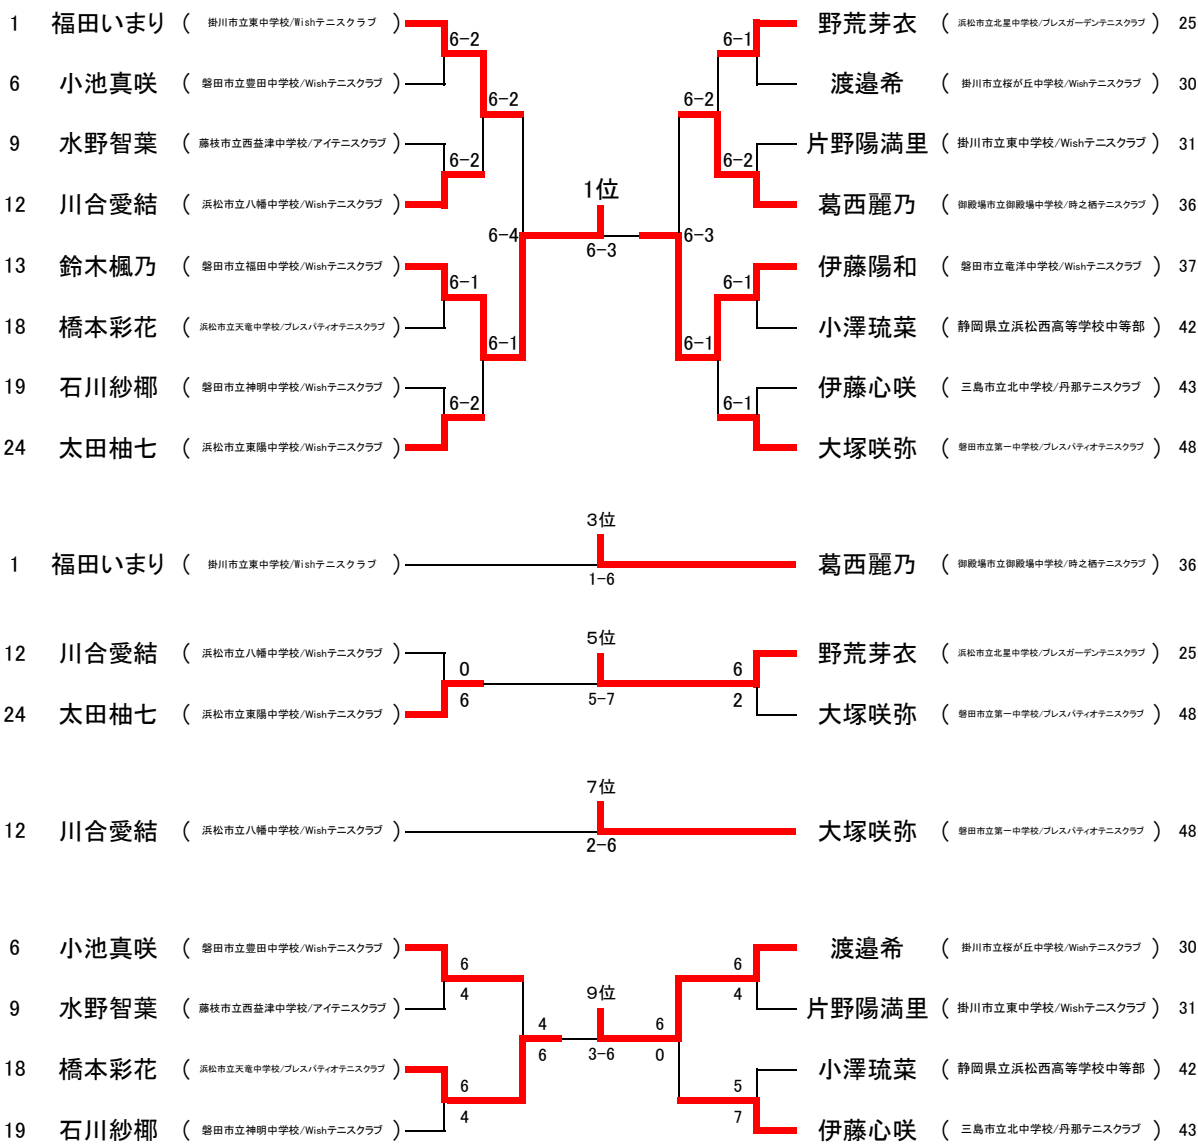 1 福田いまり ( 掛川市立東中学校/Wishテニスクラブ ) 野荒芽衣 ( 浜松市立北星中学校/ブレスガーデンテニスクラブ ) 25
6-2 6-1
6 小池真咲 ( 磐田市立豊田中学校/Wishテニスクラブ ) 渡邉希 ( 掛川市立桜が丘中学校/Wishテニスクラブ ) 30
6-2 6-2
9 水野智葉 ( 藤枝市立西益津中学校/アイテニスクラブ ) 片野陽満里 ( 掛川市立東中学校/Wishテニスクラブ ) 31
6-2 6-2
1位
12 川合愛結 ( 浜松市立八幡中学校/Wishテニスクラブ ) 葛西麗乃 ( 御殿場市立御殿場中学校/時之栖テニスクラブ ) 36
6-4 6-3 6-3
13 鈴木楓乃 ( 磐田市立福田中学校/Wishテニスクラブ ) 伊藤陽和 ( 磐田市立竜洋中学校/Wishテニスクラブ ) 37
6-1 6-1
18 橋本彩花 ( 浜松市立天竜中学校/ブレスパティオテニスクラブ ) 小澤琉菜 ( 静岡県立浜松西高等学校中等部 ) 42
6-1 6-1
19 石川紗椰 ( 磐田市立神明中学校/Wishテニスクラブ ) 伊藤心咲 ( 三島市立北中学校/丹那テニスクラブ ) 43
6-2 6-1
24 太田柚七 ( 浜松市立東陽中学校/Wishテニスクラブ ) 大塚咲弥 ( 磐田市立第一中学校/ブレスパティオテニスクラブ ) 48
3位
1 福田いまり ( 掛川市立東中学校/Wishテニスクラブ ) 葛西麗乃 ( 御殿場市立御殿場中学校/時之栖テニスクラブ ) 36
1-6
5位
12 川合愛結 ( 浜松市立八幡中学校/Wishテニスクラブ ) 野荒芽衣 ( 浜松市立北星中学校/ブレスガーデンテニスクラブ ) 25
0 6
6 5-7 2
24 太田柚七 ( 浜松市立東陽中学校/Wishテニスクラブ ) 大塚咲弥 ( 磐田市立第一中学校/ブレスパティオテニスクラブ ) 48
7位
12 川合愛結 ( 浜松市立八幡中学校/Wishテニスクラブ ) 大塚咲弥 ( 磐田市立第一中学校/ブレスパティオテニスクラブ ) 48
2-6
6 小池真咲 ( 磐田市立豊田中学校/Wishテニスクラブ ) 渡邉希 ( 掛川市立桜が丘中学校/Wishテニスクラブ ) 30
6 6
4 9位 4
9 水野智葉 ( 藤枝市立西益津中学校/アイテニスクラブ ) 片野陽満里 ( 掛川市立東中学校/Wishテニスクラブ ) 31
4 6
6 3-6 0
18 橋本彩花 ( 浜松市立天竜中学校/ブレスパティオテニスクラブ ) 小澤琉菜 ( 静岡県立浜松西高等学校中等部 ) 42
6 5
4 7
19 石川紗椰 ( 磐田市立神明中学校/Wishテニスクラブ ) 伊藤心咲 ( 三島市立北中学校/丹那テニスクラブ ) 43